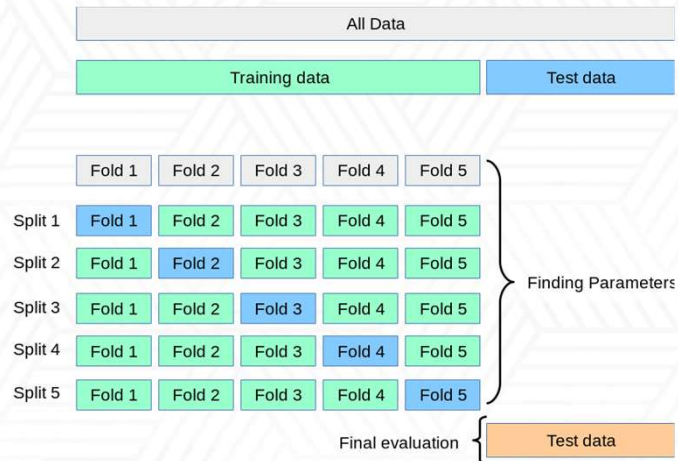 All Data
Training data Test data
Fold 1 Fold 2 Fold 3 Fold 4 Fold 5
Split 1 Fold 1 Fold 2 Fold 3 Fold 4 Fold 5
Split 2 Fold 1 Fold 2 Fold 3 Fold 4 Fold 5
Finding Parameters
Split 3 Fold 1 Fold 2 Fold 3 Fold 4 Fold 5
Split 4 Fold 1 Fold 2 Fold 3 Fold 4 Fold 5
Split 5 Fold 1 Fold 2 Fold 3 Fold 4 Fold 5
Final evaluation Test data